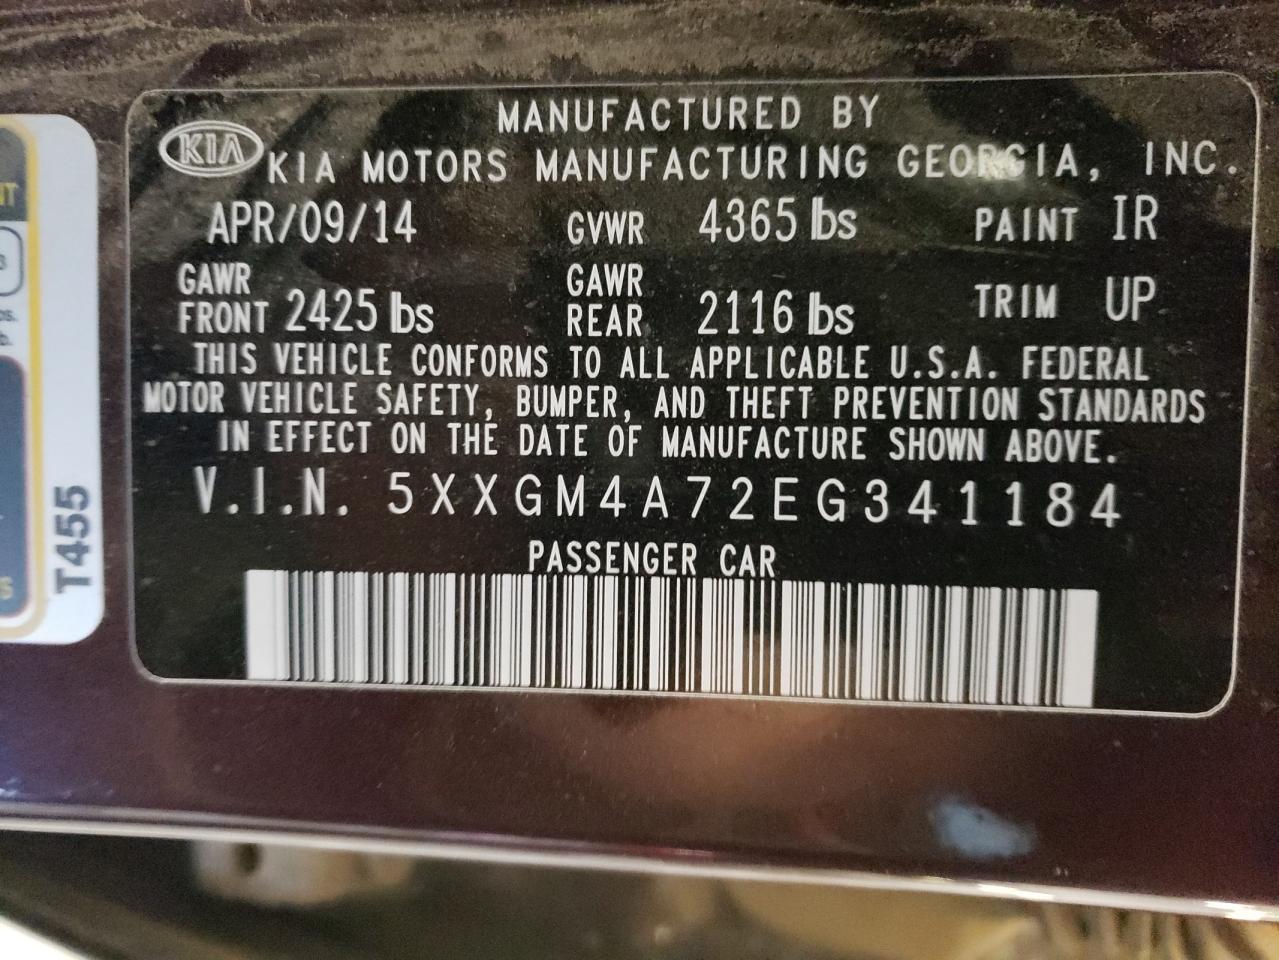 MANUFACTURED BY
KIA KIA MOTORS MANUFACTURING GEORGIA, INC.
APR/09/14 GVWR 4365 lbs PAINT IR
GAWR FRONT 2425 lbs GAWR REAR 2116 lbs TRIM UP
THIS VEHICLE CONFORMS TO ALL APPLICABLE U.S.A. FEDERAL
MOTOR VEHICLE SAFETY, BUMPER, AND THEFT PREVENTION STANDARDS
IN EFFECT ON THE DATE OF MANUFACTURE SHOWN ABOVE.
V.I.N. 5XXGM4A72EG341184
PASSENGER CAR
T455